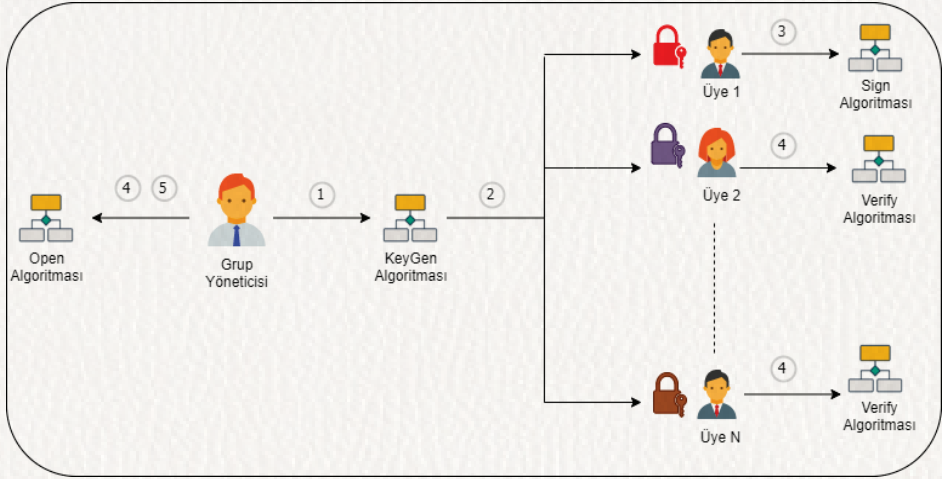 3
Üye 1
Sign
Algoritması
4
Üye 2
Verify
Algoritması
4
5
1
2
Open
Algoritması
Grup
Yöneticisi
KeyGen
Algoritması
4
Üye N
Verify
Algoritması